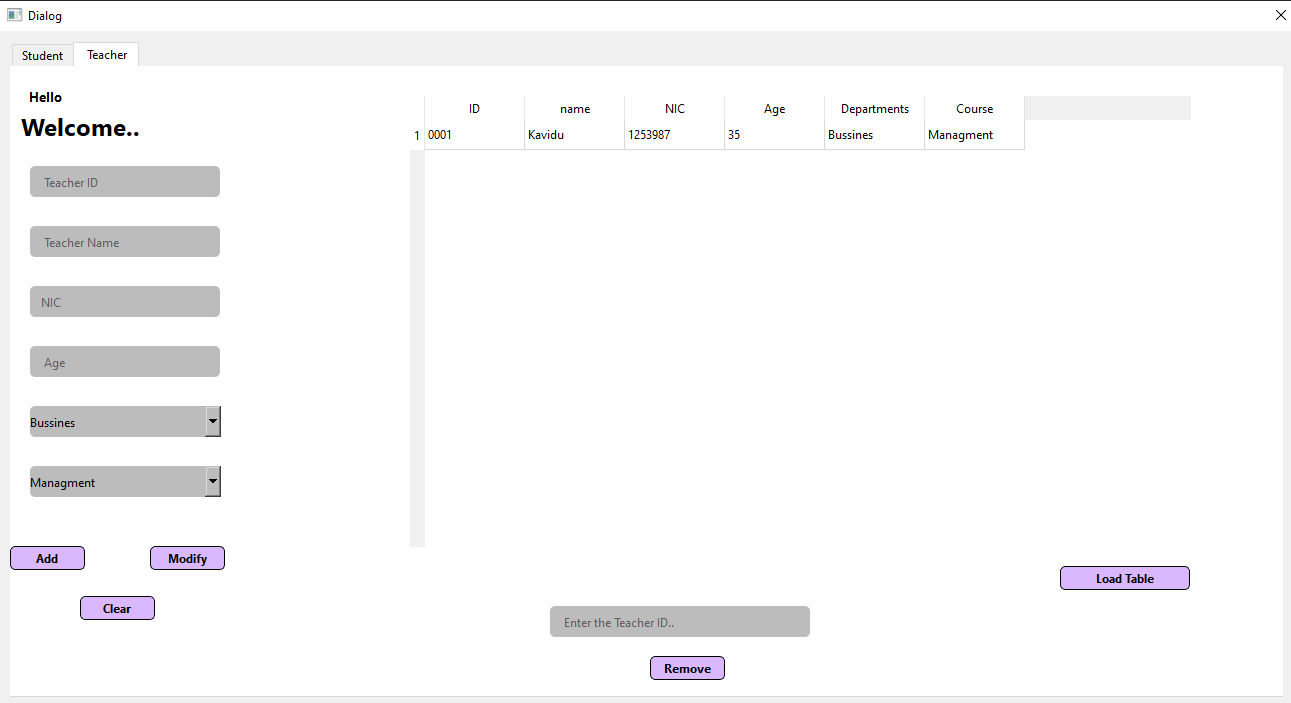 Dialog
Student Teacher
Hello
Welcome..
Teacher ID
Teacher Name
NIC
Age
Bussines
Managment
Add Modify
Clear
ID name NIC Age Departments Course
1 0001 Kavidu 1253987 35 Bussines Managment
Load Table
Enter the Teacher ID..
Remove